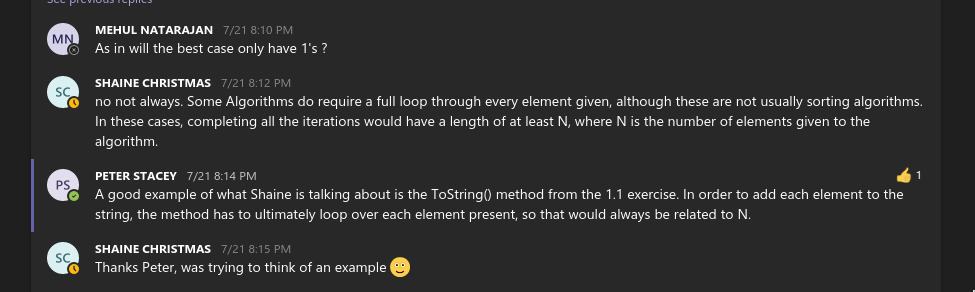 See previous replies
MN
MEHUL NATARAJAN 7/21 8:10 PM
As in will the best case only have 1's ?
SC
SHAINE CHRISTMAS 7/21 8:12 PM
no not always. Some Algorithms do require a full loop through every element given, although these are not usually sorting algorithms.
In these cases, completing all the iterations would have a length of at least N, where N is the number of elements given to the
algorithm.
PS
PETER STACEY 7/21 8:14 PM 1
A good example of what Shaine is talking about is the ToString() method from the 1.1 exercise. In order to add each element to the
string, the method has to ultimately loop over each element present, so that would always be related to N.
SC
SHAINE CHRISTMAS 7/21 8:15 PM
Thanks Peter, was trying to think of an example